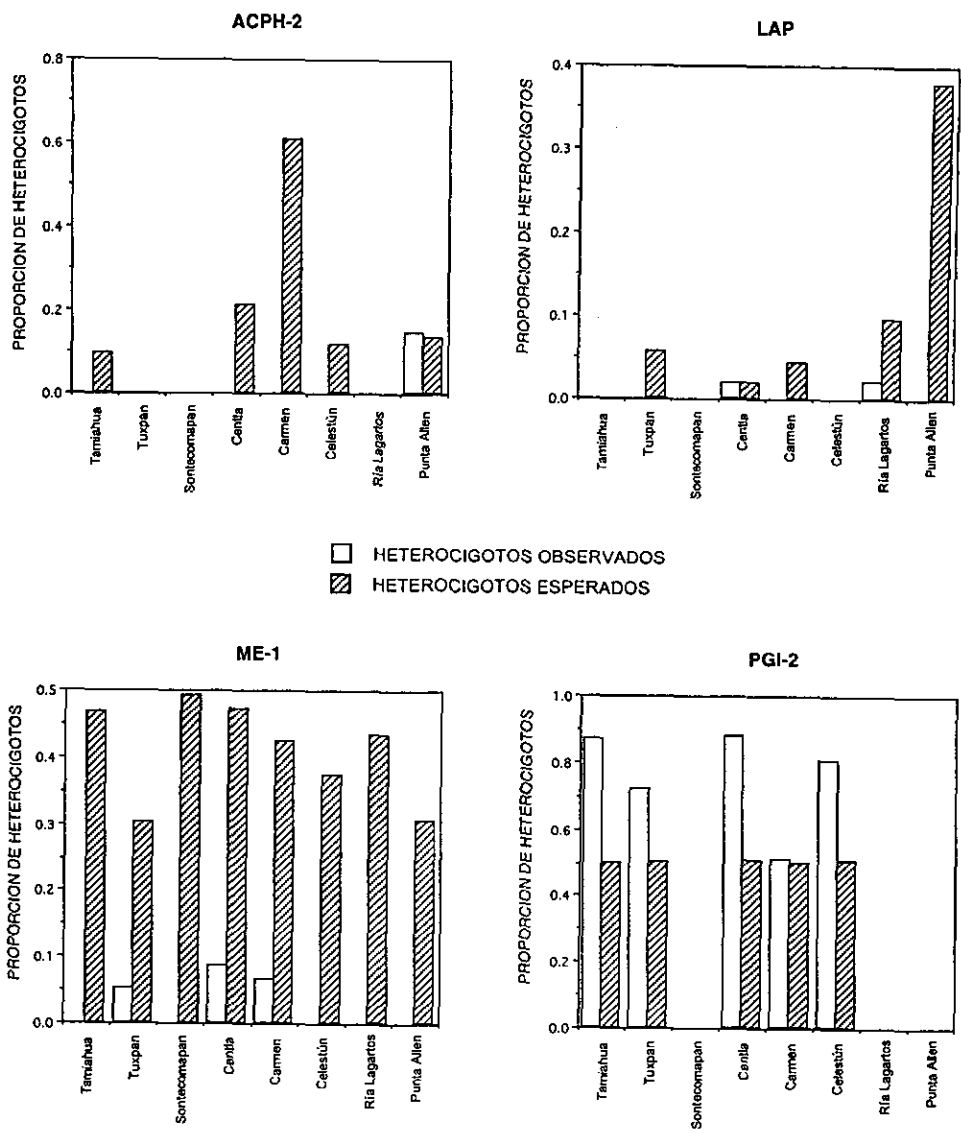 ACPH-2
PROPORCION DE HETEROCIGOTOS
0.8
0.6
0.4
0.2
0.0
Tamiahua
Tuxpan
Sontecomapan
Centla
Carmen
Celestún
Ría Lagartos
Punta Allen
LAP
PROPORCION DE HETEROCIGOTOS
0.4
0.3
0.2
0.1
0.0
Tamiahua
Tuxpan
Sontecomapan
Centla
Carmen
Celestún
Ría Lagartos
Punta Allen
HETEROCIGOTOS OBSERVADOS
HETEROCIGOTOS ESPERADOS
ME-1
PROPORCION DE HETEROCIGOTOS
0.5
0.4
0.3
0.2
0.1
0.0
Tamiahua
Tuxpan
Sontecomapan
Centla
Carmen
Celestún
Ría Lagartos
Punta Allen
PGI-2
PROPORCION DE HETEROCIGOTOS
1.0
0.8
0.6
0.4
0.2
0.0
Tamiahua
Tuxpan
Sontecomapan
Centla
Carmen
Celestún
Ría Lagartos
Punta Allen